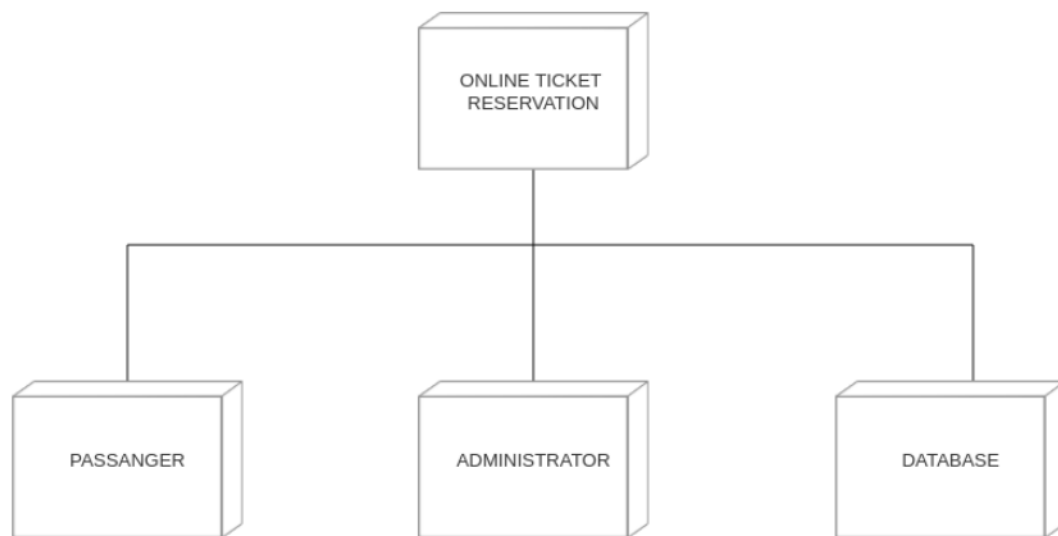 ONLINE TICKET
RESERVATION
PASSANGER
ADMINISTRATOR
DATABASE